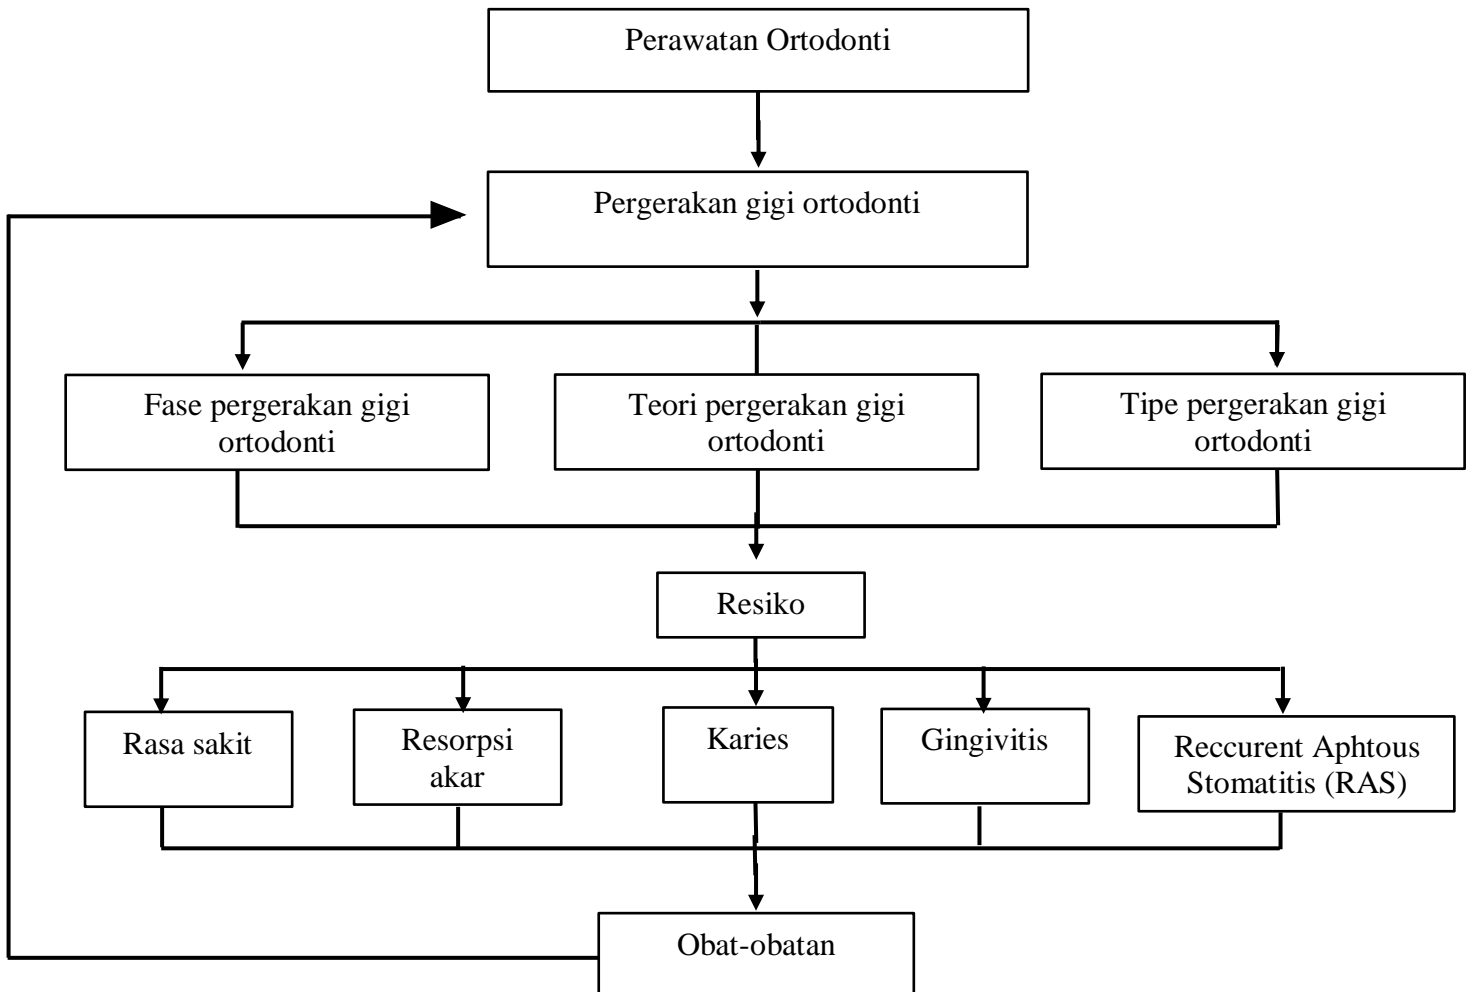 Perawatan Ortodonti
Pergerakan gigi ortodonti
Fase pergerakan gigi
ortodonti
Teori pergerakan gigi
ortodonti
Tipe pergerakan gigi
ortodonti
Resiko
Rasa sakit
Resorpsi
akar
Karies
Gingivitis
Reccurent Aphtous
Stomatitis (RAS)
Obat-obatan